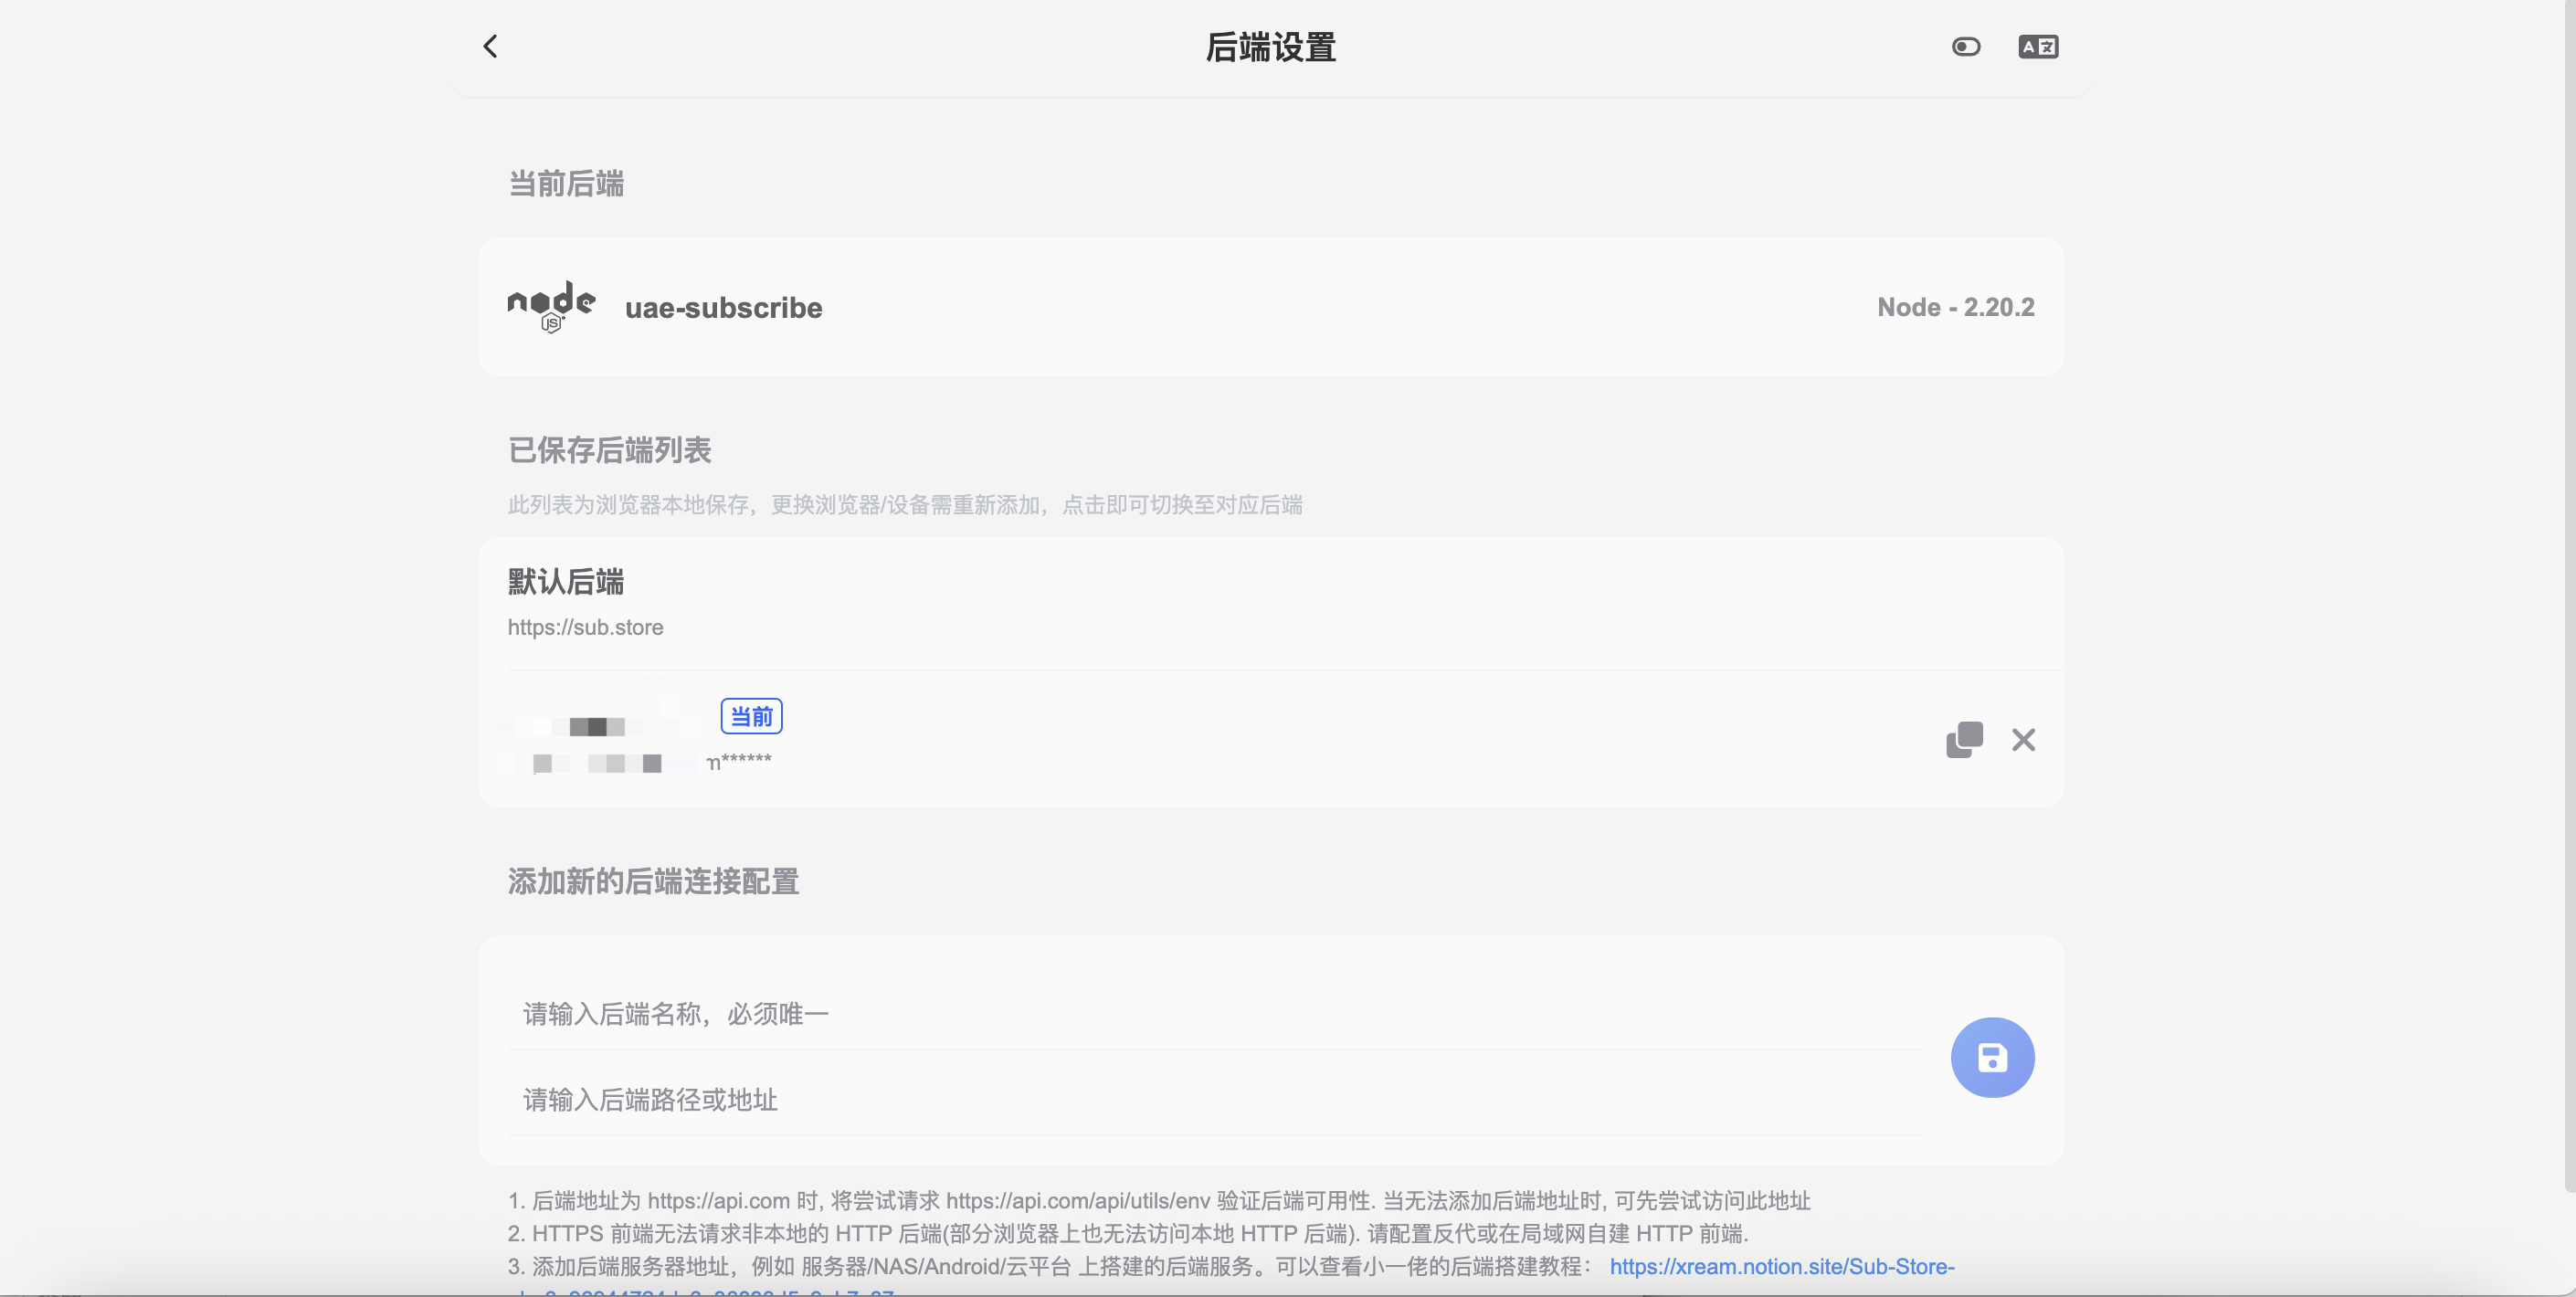 后端设置
当前后端
node
JS
uae-subscribe
Node - 2.20.2
已保存后端列表
此列表为浏览器本地保存，更换浏览器/设备需重新添加，点击即可切换至对应后端
默认后端
https://sub.store
当前
m******
添加新的后端连接配置
请输入后端名称，必须唯一
请输入后端路径或地址
1. 后端地址为 https://api.com 时, 将尝试请求 https://api.com/api/utils/env 验证后端可用性. 当无法添加后端地址时, 可先尝试访问此地址
2. HTTPS 前端无法请求非本地的 HTTP 后端(部分浏览器上也无法访问本地 HTTP 后端). 请配置反代或在局域网自建 HTTP 前端.
3. 添加后端服务器地址，例如 服务器/NAS/Android/云平台 上搭建的后端服务。可以查看小一佬的后端搭建教程： https://xream.notion.site/Sub-Store-